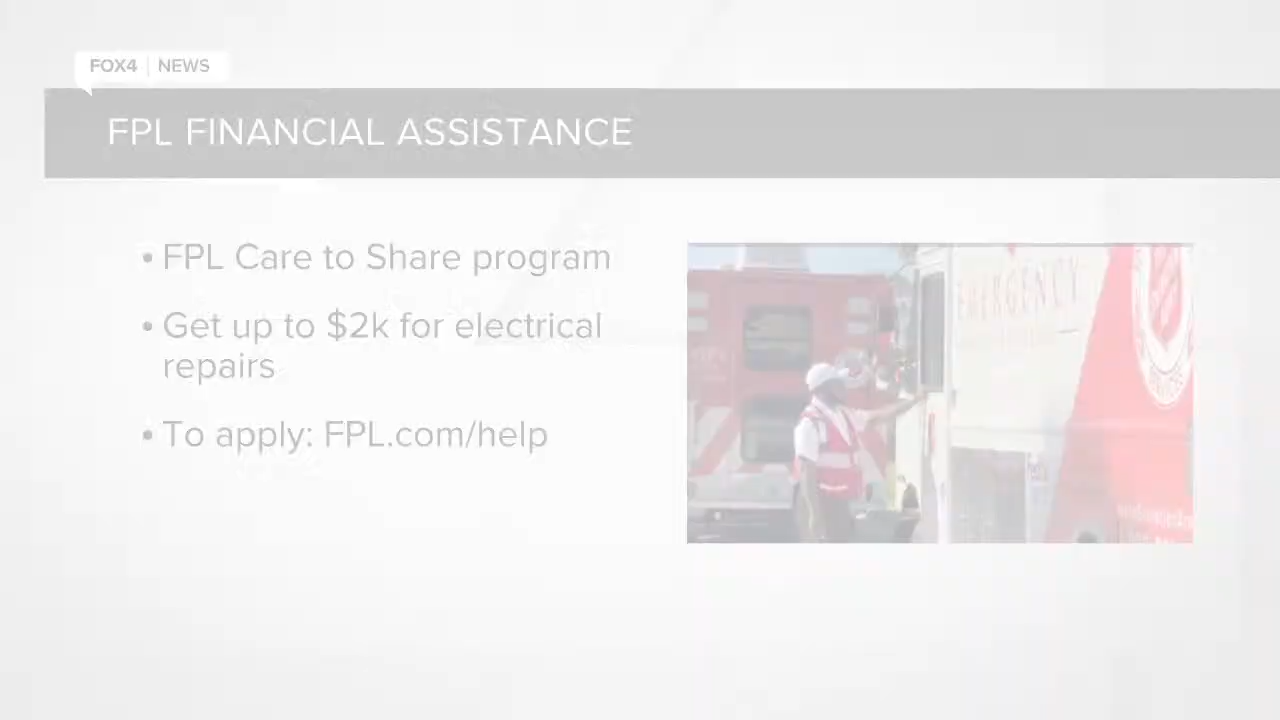 FOX4 NEWS
FPL FINANCIAL ASSISTANCE
• FPL Care to Share program
• Get up to $2k for electrical
repairs
• To apply: FPL.com/help
EMERGENCY